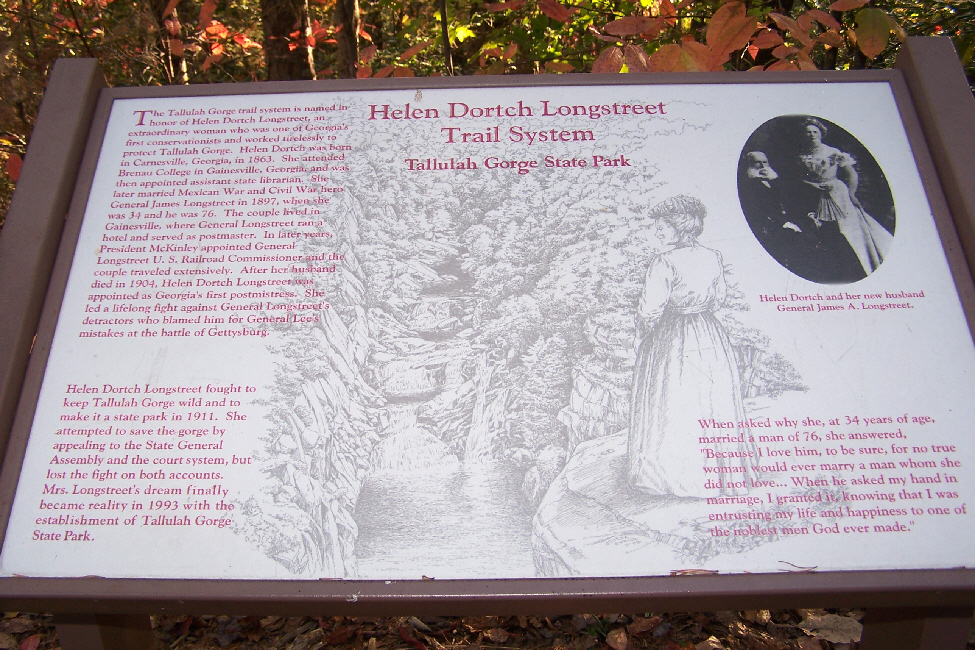 Helen Dortch Longstreet
Trail System
Tallulah Gorge State Park
The Tallulah Gorge trail system is named in
honor of Helen Dortch Longstreet, an
extraordinary woman who was one of Georgia's
first conservationists and worked tirelessly to
protect Tallulah Gorge. Helen Dortch was born
in Carnesville, Georgia, in 1863. She attended
Brenau College in Gainesville, Georgia, and was
then appointed assistant state librarian. She
later married Mexican War and Civil War hero
General James Longstreet in 1897, when she
was 34 and he was 76. The couple lived in
Gainesville, where General Longstreet ran a
hotel and served as postmaster. In later years,
President McKinley appointed General
Longstreet U. S. Railroad Commissioner and the
couple traveled extensively. After her husband
died in 1904, Helen Dortch Longstreet was
appointed as Georgia's first postmistress. She
led a lifelong fight against General Longstreet's
detractors who blamed him for General Lee's
mistakes at the battle of Gettysburg.
Helen Dortch Longstreet fought to
keep Tallulah Gorge wild and to
make it a state park in 1911. She
attempted to save the gorge by
appealing to the State General
Assembly and the court system, but
lost the fight on both accounts.
Mrs. Longstreet's dream finally
became reality in 1993 with the
establishment of Tallulah Gorge
State Park.
Helen Dortch and her new husband
General James A. Longstreet.
When asked why she, at 34 years of age,
married a man of 76, she answered,
"Because I love him, to be sure, for no true
woman would ever marry a man whom she
did not love... When he asked my hand in
marriage, I granted it, knowing that I was
entrusting my life and happiness to one of
the noblest men God ever made."